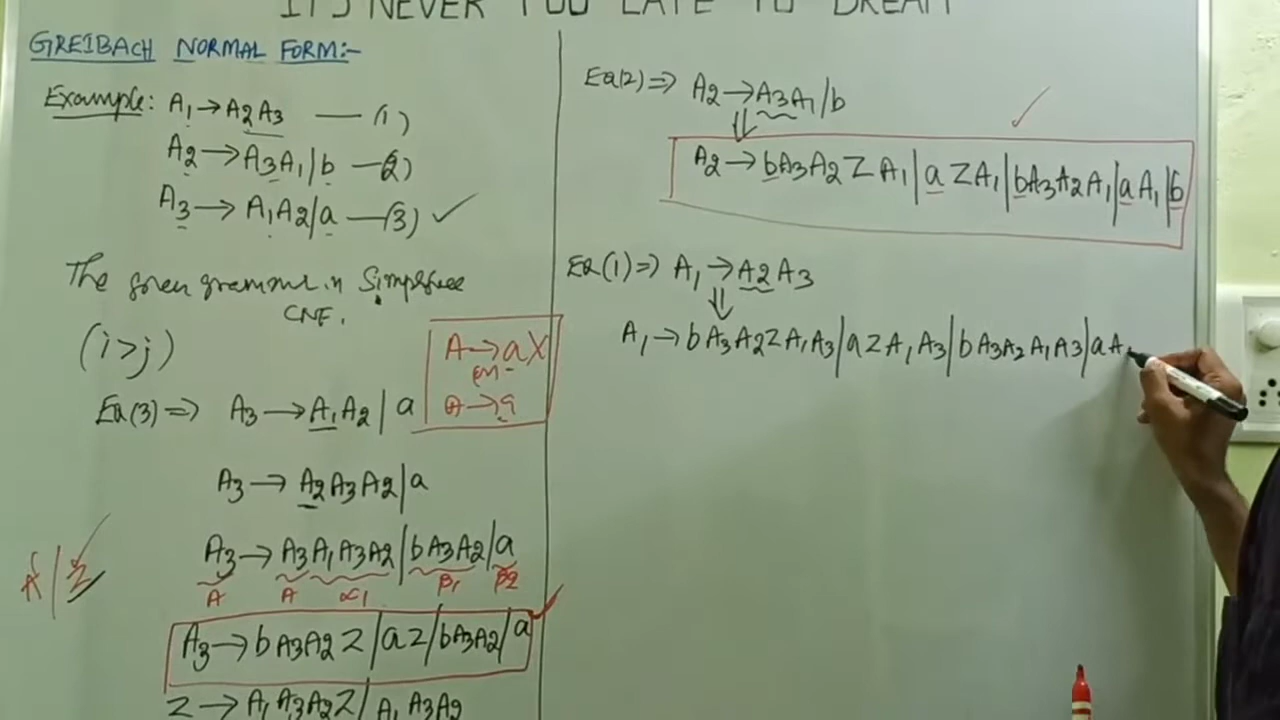 IT'S NEVER TOO LATE TO DREAM
GREIBACH NORMAL FORM:-
Example: A₁→A₂A₃ —(1)
A₂→A₃A₁|b —(2)
A₃→A₁A₂|a —(3) ✓
The given grammar is Simplified
CNF.
(i>j)
A→aX
A→a
Eq(3)=> A₃→A₁A₂|a
A₃→A₂A₃A₂|a
A₃→A₃A₁A₃A₂|bA₃A₂|a
A A α₁ β₁ β₂
A₃→bA₃A₂Z|aZ|bA₃A₂|a
Z→A₁A₃A₂Z|A₁A₃A₂
Eq(2)=> A₂→A₃A₁|b
A₂→bA₃A₂ZA₁|aZA₁|bA₃A₂A₁|aA₁|b
Eq(1)=> A₁→A₂A₃
A₁→bA₃A₂ZA₁A₃|aZA₁A₃|bA₃A₂A₁A₃|aA₁